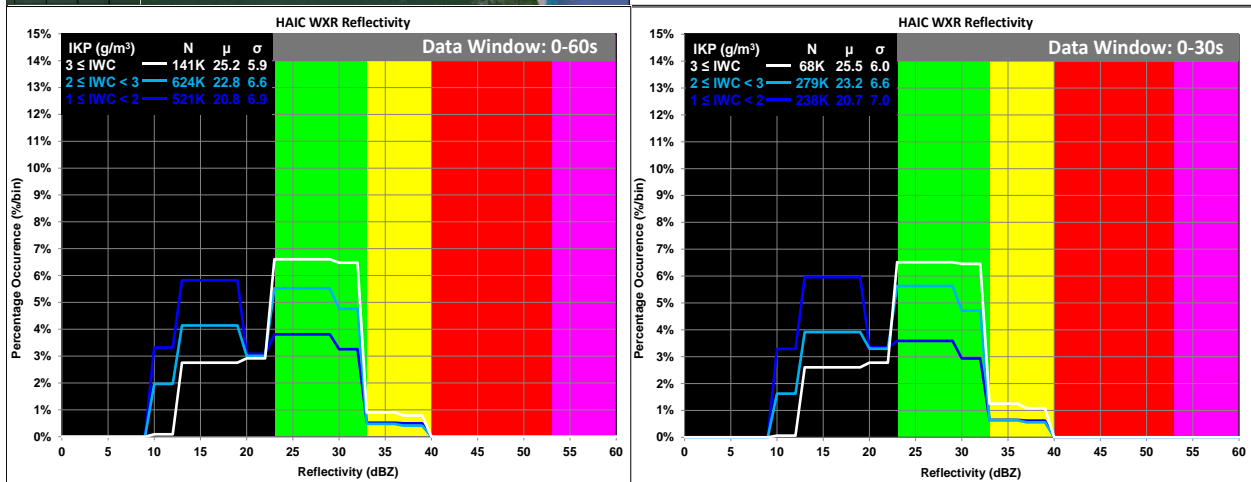 HAIC WXR Reflectivity
Data Window: 0-60s
IKP (g/m³) N μ σ
3 ≤ IWC 141K 25.2 5.9
2 ≤ IWC < 3 624K 22.8 6.6
1 ≤ IWC < 2 521K 20.8 6.9
Percentage Occurence (%/bin)
15%
14%
13%
12%
11%
10%
9%
8%
7%
6%
5%
4%
3%
2%
1%
0%
0 5 10 15 20 25 30 35 40 45 50 55 60
Reflectivity (dBZ)
HAIC WXR Reflectivity
Data Window: 0-30s
IKP (g/m³) N μ σ
3 ≤ IWC 68K 25.5 6.0
2 ≤ IWC < 3 279K 23.2 6.6
1 ≤ IWC < 2 238K 20.7 7.0
Percentage Occurence (%/bin)
15%
14%
13%
12%
11%
10%
9%
8%
7%
6%
5%
4%
3%
2%
1%
0%
0 5 10 15 20 25 30 35 40 45 50 55 60
Reflectivity (dBZ)